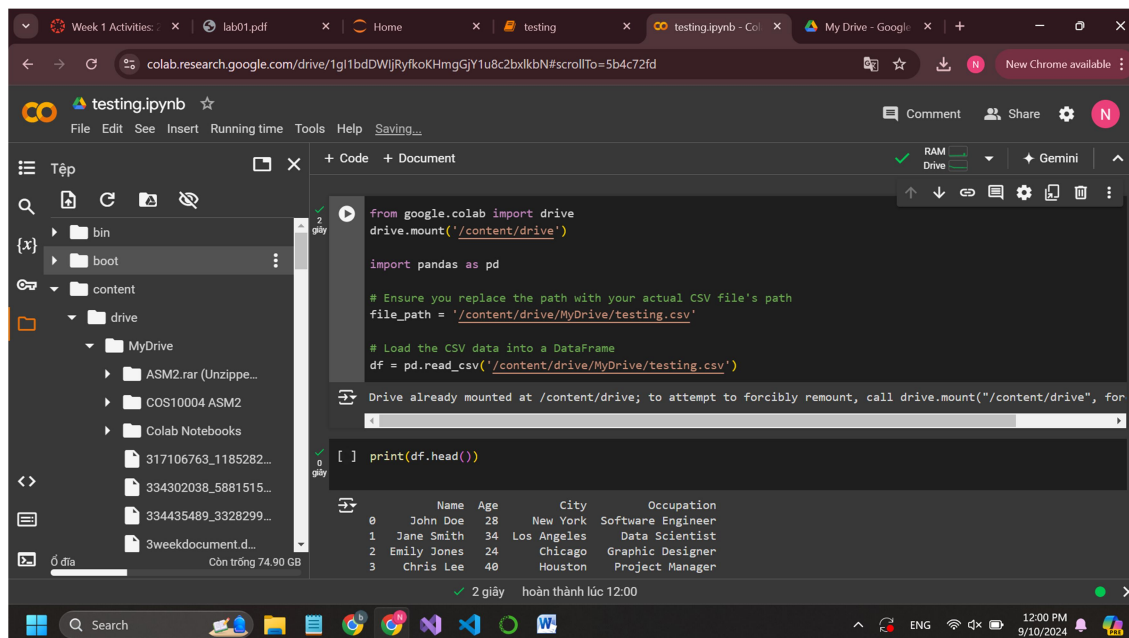 Week 1 Activities: 2
lab01.pdf
Home
testing
testing.ipynb - Col
My Drive - Google
colab.research.google.com/drive/1gI1bdDWIjRyfkoKHmgGjY1u8c2bxlkbN#scrollTo=5b4c72fd
N
New Chrome available
CO testing.ipynb
Comment
Share
N
File Edit See Insert Running time Tools Help Saving...
Tệp
+ Code + Document
RAM
Drive
Gemini
{x}
bin
boot
content
drive
MyDrive
ASM2.rar (Unzippe...
COS10004 ASM2
Colab Notebooks
317106763_1185282...
334302038_5881515...
334435489_3328299...
3weekdocument.d...
Ổ đĩa
Còn trống 74.90 GB
2
giây
from google.colab import drive
drive.mount('/content/drive')
import pandas as pd
# Ensure you replace the path with your actual CSV file's path
file_path = '/content/drive/MyDrive/testing.csv'
# Load the CSV data into a DataFrame
df = pd.read_csv('/content/drive/MyDrive/testing.csv')
Drive already mounted at /content/drive; to attempt to forcibly remount, call drive.mount("/content/drive", for
0
giây
[ ] print(df.head())
Name Age City Occupation
0 John Doe 28 New York Software Engineer
1 Jane Smith 34 Los Angeles Data Scientist
2 Emily Jones 24 Chicago Graphic Designer
3 Chris Lee 40 Houston Project Manager
2 giây hoàn thành lúc 12:00
Search
ENG
12:00 PM
9/10/2024
PRE